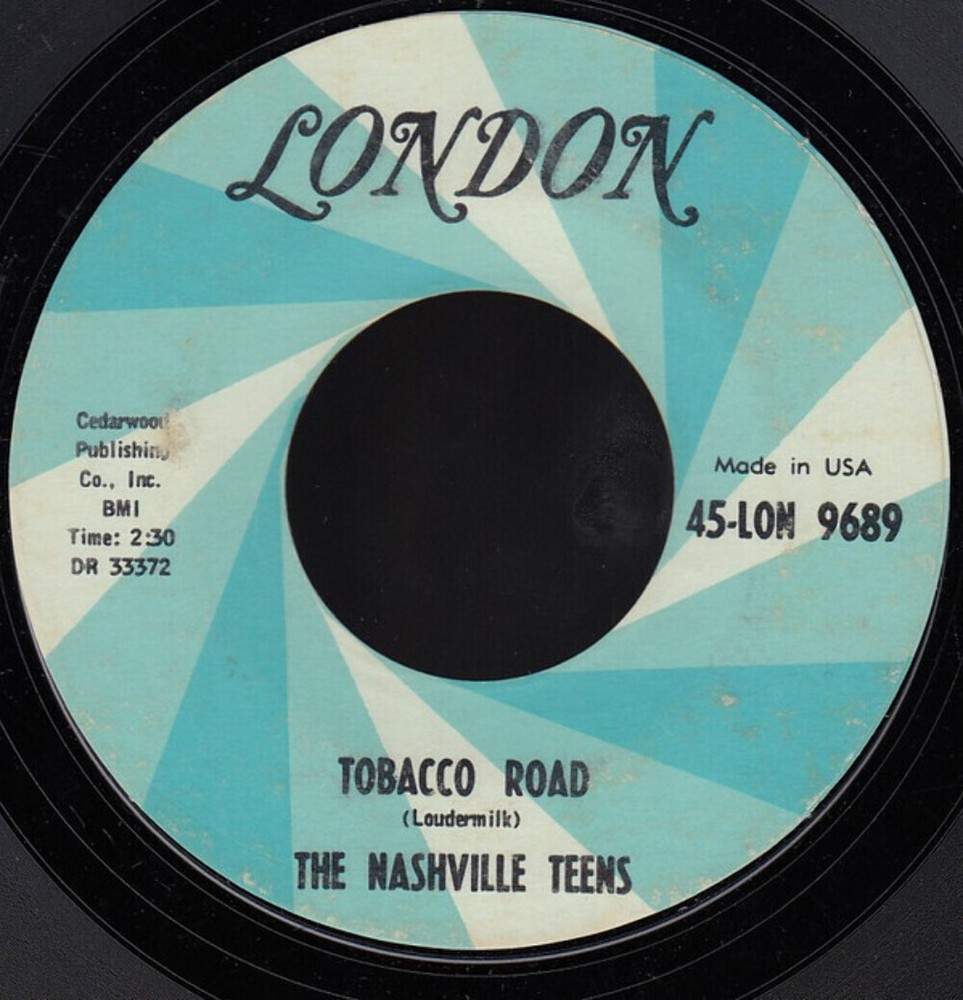 LONDON
Cedarwood
Publishing
Co., Inc.
BMI
Time: 2:30
DR 33372
Made in USA
45-LON 9689
TOBACCO ROAD
(Loudermilk)
THE NASHVILLE TEENS